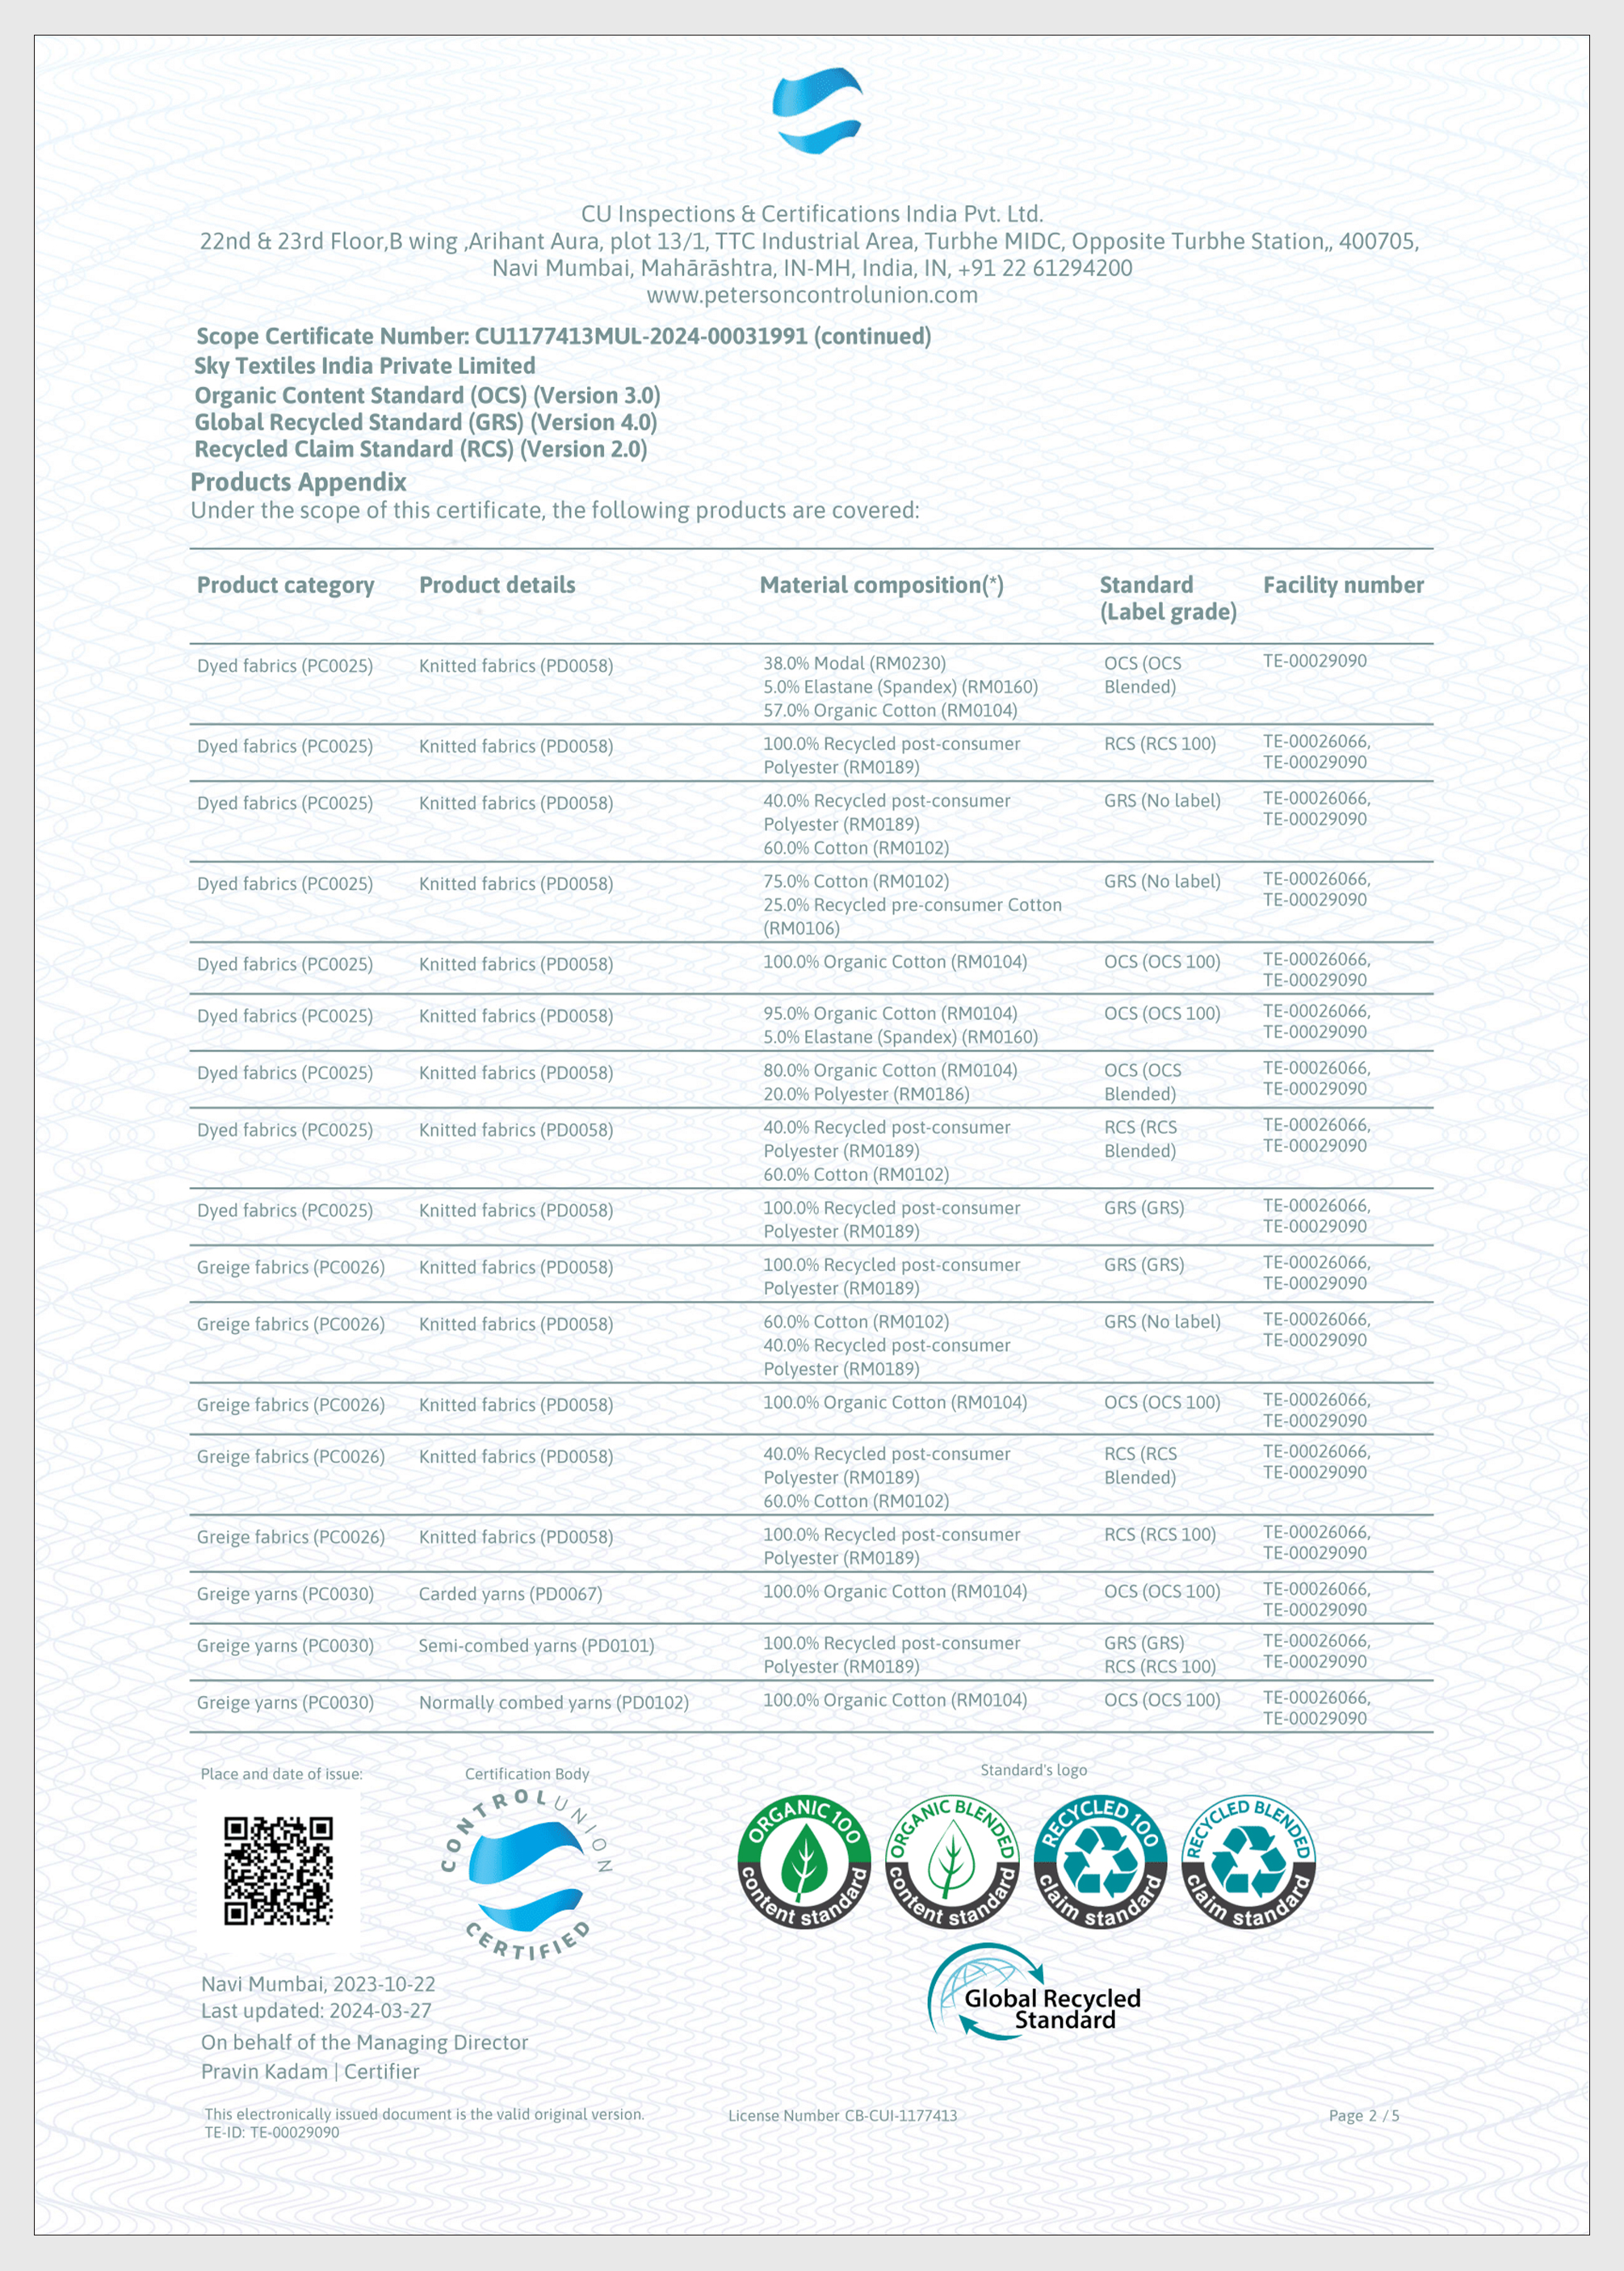 CU Inspections & Certifications India Pvt. Ltd.
22nd & 23rd Floor,B wing ,Arihant Aura, plot 13/1, TTC Industrial Area, Turbhe MIDC, Opposite Turbhe Station,, 400705,
Navi Mumbai, Mahārāshtra, IN-MH, India, IN, +91 22 61294200
www.petersoncontrolunion.com
Scope Certificate Number: CU1177413MUL-2024-00031991 (continued)
Sky Textiles India Private Limited
Organic Content Standard (OCS) (Version 3.0)
Global Recycled Standard (GRS) (Version 4.0)
Recycled Claim Standard (RCS) (Version 2.0)
Products Appendix
Under the scope of this certificate, the following products are covered:
Product category Product details Material composition(*) Standard Facility number
(Label grade)
Dyed fabrics (PC0025) Knitted fabrics (PD0058) 38.0% Modal (RM0230) OCS (OCS TE-00029090
5.0% Elastane (Spandex) (RM0160) Blended)
57.0% Organic Cotton (RM0104)
Dyed fabrics (PC0025) Knitted fabrics (PD0058) 100.0% Recycled post-consumer RCS (RCS 100) TE-00026066,
Polyester (RM0189) TE-00029090
Dyed fabrics (PC0025) Knitted fabrics (PD0058) 40.0% Recycled post-consumer GRS (No label) TE-00026066,
Polyester (RM0189) TE-00029090
60.0% Cotton (RM0102)
Dyed fabrics (PC0025) Knitted fabrics (PD0058) 75.0% Cotton (RM0102) GRS (No label) TE-00026066,
25.0% Recycled pre-consumer Cotton TE-00029090
(RM0106)
Dyed fabrics (PC0025) Knitted fabrics (PD0058) 100.0% Organic Cotton (RM0104) OCS (OCS 100) TE-00026066,
TE-00029090
Dyed fabrics (PC0025) Knitted fabrics (PD0058) 95.0% Organic Cotton (RM0104) OCS (OCS 100) TE-00026066,
5.0% Elastane (Spandex) (RM0160) TE-00029090
Dyed fabrics (PC0025) Knitted fabrics (PD0058) 80.0% Organic Cotton (RM0104) OCS (OCS TE-00026066,
20.0% Polyester (RM0186) Blended) TE-00029090
Dyed fabrics (PC0025) Knitted fabrics (PD0058) 40.0% Recycled post-consumer RCS (RCS TE-00026066,
Polyester (RM0189) Blended) TE-00029090
60.0% Cotton (RM0102)
Dyed fabrics (PC0025) Knitted fabrics (PD0058) 100.0% Recycled post-consumer GRS (GRS) TE-00026066,
Polyester (RM0189) TE-00029090
Greige fabrics (PC0026) Knitted fabrics (PD0058) 100.0% Recycled post-consumer GRS (GRS) TE-00026066,
Polyester (RM0189) TE-00029090
Greige fabrics (PC0026) Knitted fabrics (PD0058) 60.0% Cotton (RM0102) GRS (No label) TE-00026066,
40.0% Recycled post-consumer TE-00029090
Polyester (RM0189)
Greige fabrics (PC0026) Knitted fabrics (PD0058) 100.0% Organic Cotton (RM0104) OCS (OCS 100) TE-00026066,
TE-00029090
Greige fabrics (PC0026) Knitted fabrics (PD0058) 40.0% Recycled post-consumer RCS (RCS TE-00026066,
Polyester (RM0189) Blended) TE-00029090
60.0% Cotton (RM0102)
Greige fabrics (PC0026) Knitted fabrics (PD0058) 100.0% Recycled post-consumer RCS (RCS 100) TE-00026066,
Polyester (RM0189) TE-00029090
Greige yarns (PC0030) Carded yarns (PD0067) 100.0% Organic Cotton (RM0104) OCS (OCS 100) TE-00026066,
TE-00029090
Greige yarns (PC0030) Semi-combed yarns (PD0101) 100.0% Recycled post-consumer GRS (GRS) TE-00026066,
Polyester (RM0189) RCS (RCS 100) TE-00029090
Greige yarns (PC0030) Normally combed yarns (PD0102) 100.0% Organic Cotton (RM0104) OCS (OCS 100) TE-00026066,
TE-00029090
Place and date of issue: Certification Body Standard's logo
CONTROLUNION
CERTIFIED
ORGANIC 100
content standard
ORGANIC BLENDED
content standard
RECYCLED 100
claim standard
RECYCLED BLENDED
claim standard
Global Recycled
Standard
Navi Mumbai, 2023-10-22
Last updated: 2024-03-27
On behalf of the Managing Director
Pravin Kadam | Certifier
This electronically issued document is the valid original version. License Number CB-CUI-1177413 Page 2 / 5
TE-ID: TE-00029090